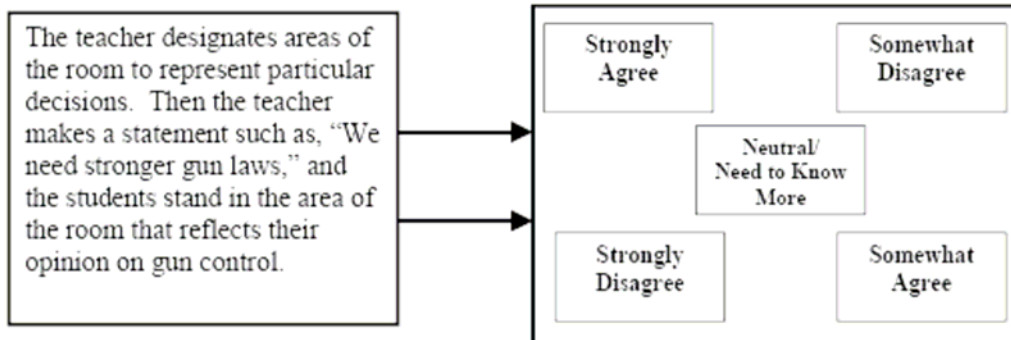 The teacher designates areas of
the room to represent particular
decisions.  Then the teacher
makes a statement such as, “We
need stronger gun laws,” and
the students stand in the area of
the room that reflects their
opinion on gun control.
Strongly
Agree
Somewhat
Disagree
Neutral/
Need to Know
More
Strongly
Disagree
Somewhat
Agree